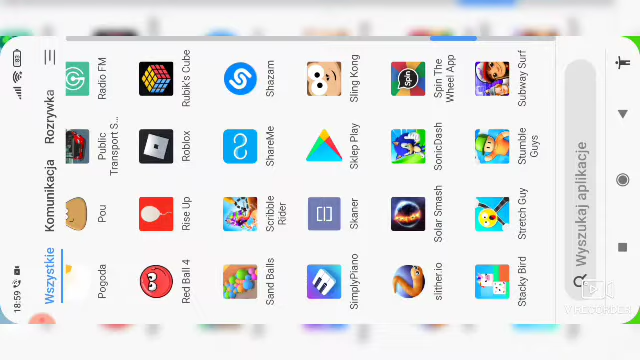 18:59
Wszystkie Komunikacja Rozrywka
Pogoda Pou Public Radio FM
Transport S...
Red Ball 4 Rise Up Roblox Rubik's Cube
Sand Balls Scribble ShareMe Shazam
Rider
SimplyPiano Skaner Sklep Play Sling Kong
Spin
slither.io Solar Smash SonicDash Spin The
Wheel App
Stacky Bird Stretch Guy Stumble Subway Surf
Guys
Wyszukaj aplikacje
V RECORDER